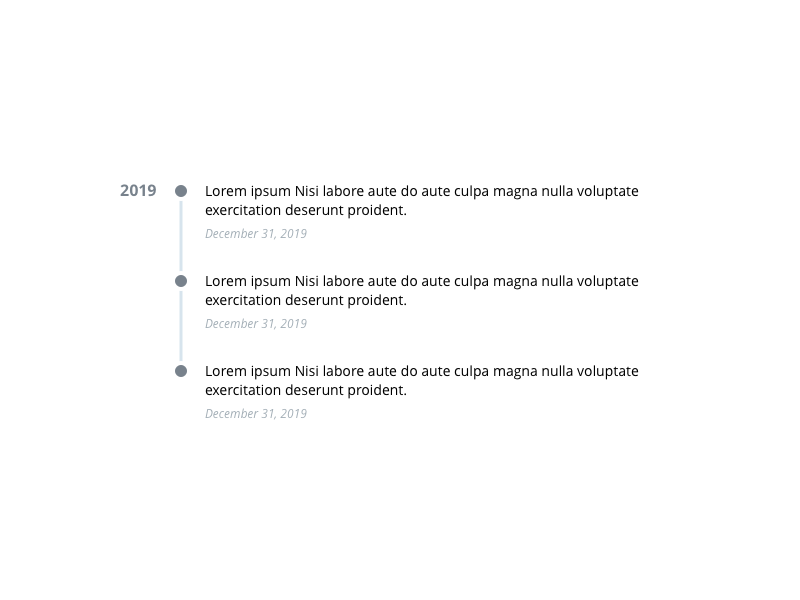 2019
Lorem ipsum Nisi labore aute do aute culpa magna nulla voluptate
exercitation deserunt proident.
December 31, 2019
Lorem ipsum Nisi labore aute do aute culpa magna nulla voluptate
exercitation deserunt proident.
December 31, 2019
Lorem ipsum Nisi labore aute do aute culpa magna nulla voluptate
exercitation deserunt proident.
December 31, 2019